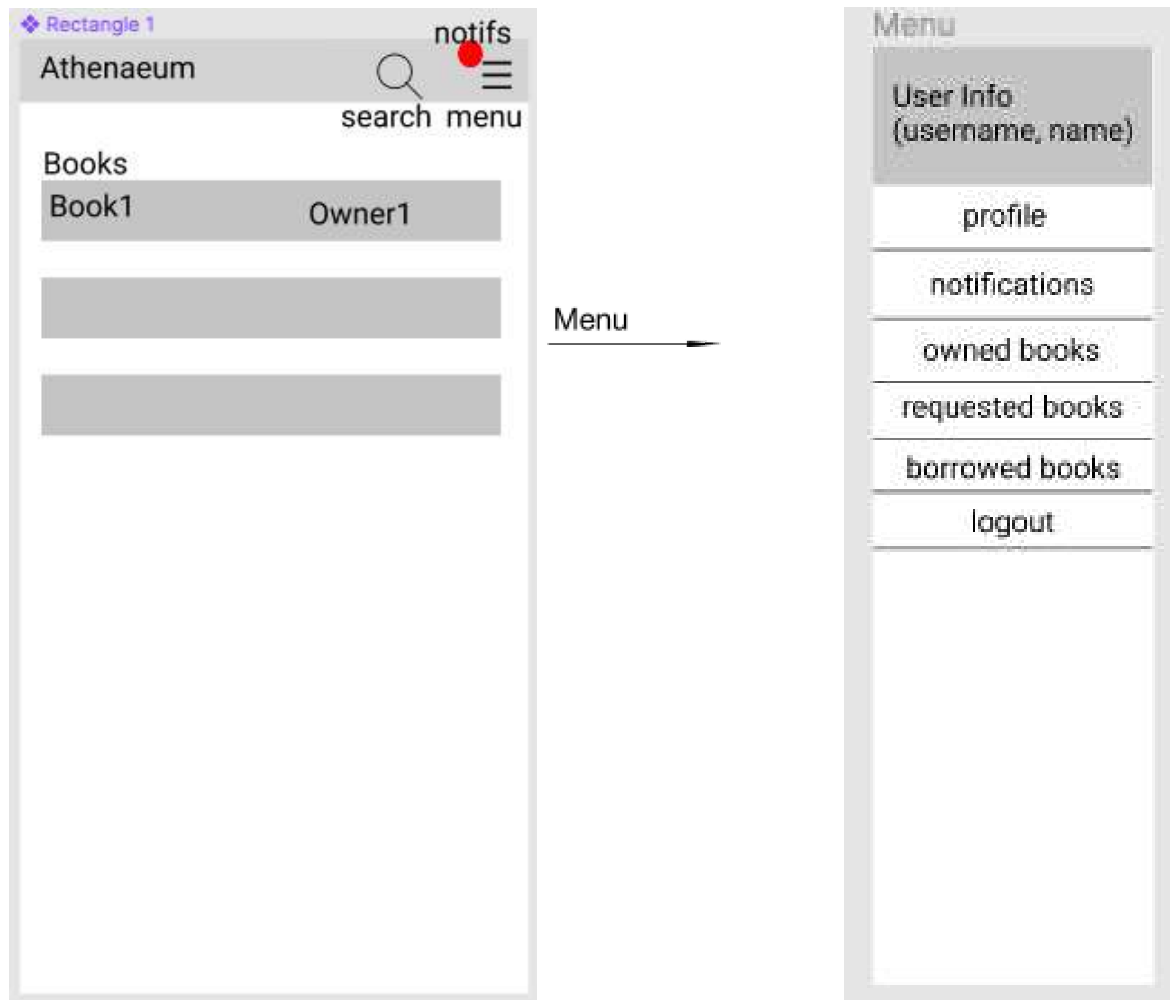 Rectangle 1
notifs
Athenaeum
search menu
Books
Book1 Owner1
Menu
Menu
User Info
(username, name)
profile
notifications
owned books
requested books
borrowed books
logout